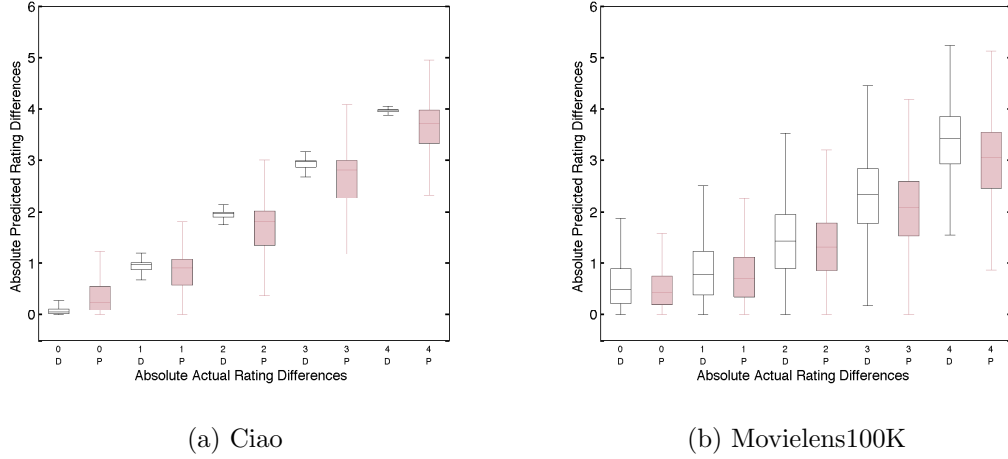 6
5
4
3
2
1
0
Absolute Predicted Rating Differences
0 0 1 1 2 2 3 3 4 4
D P D P D P D P D P
Absolute Actual Rating Differences
(a) Ciao
6
5
4
3
2
1
0
Absolute Predicted Rating Differences
0 0 1 1 2 2 3 3 4 4
D P D P D P D P D P
Absolute Actual Rating Differences
(b) Movielens100K